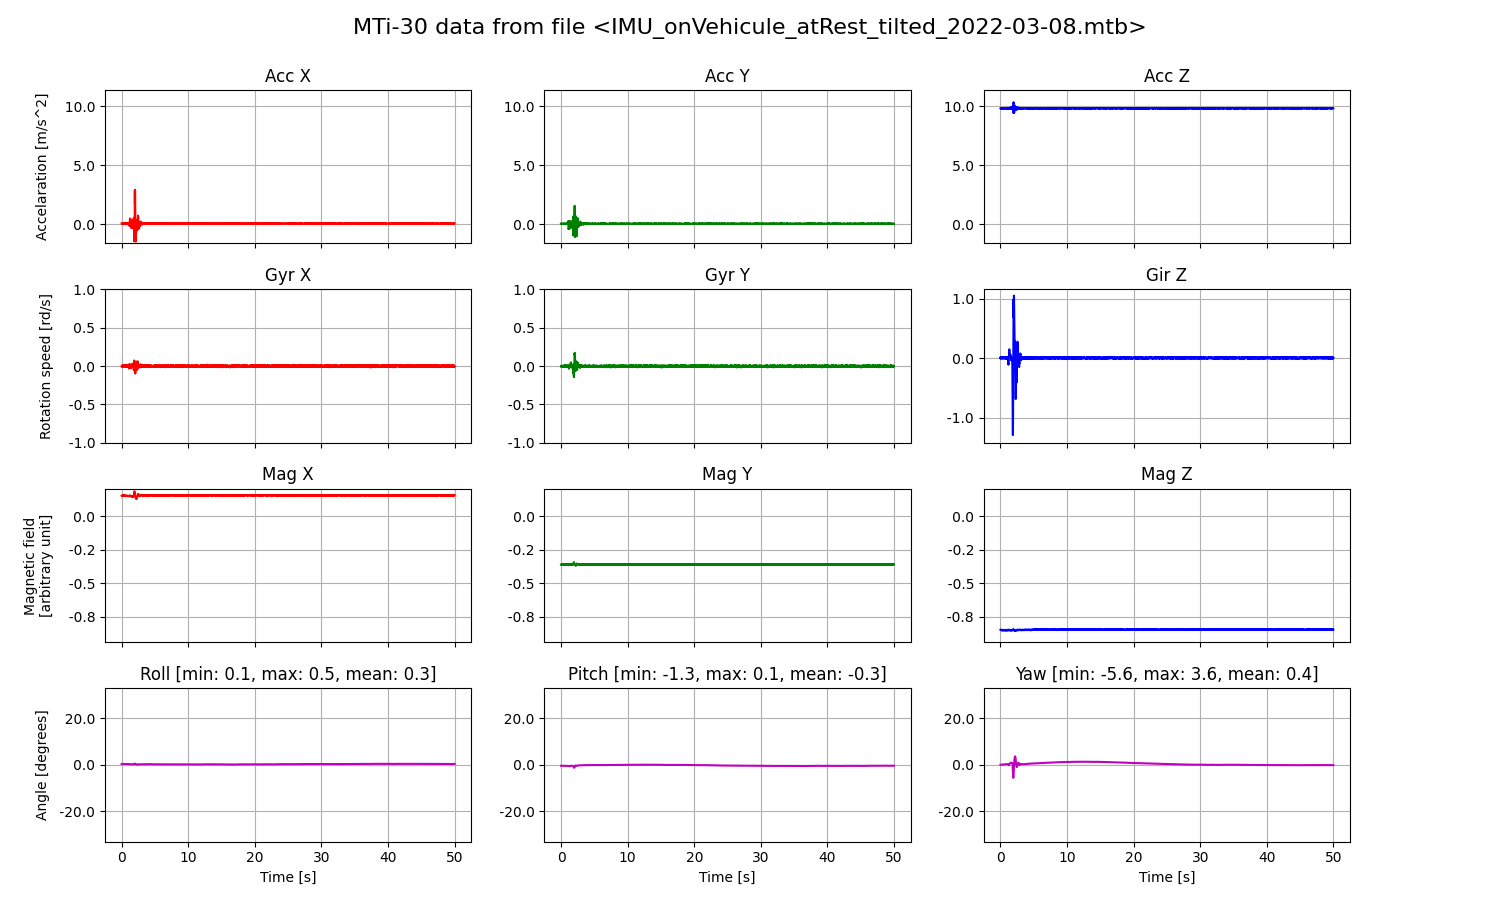 MTi-30 data from file <IMU_onVehicule_atRest_tilted_2022-03-08.mtb>
Acc X
Acc Y
Acc Z
Accelaration [m/s^2]
10.0
5.0
0.0
10.0
5.0
0.0
10.0
5.0
0.0
Gyr X
Gyr Y
Gir Z
Rotation speed [rd/s]
1.0
0.5
0.0
-0.5
-1.0
1.0
0.5
0.0
-0.5
-1.0
1.0
0.0
-1.0
Mag X
Mag Y
Mag Z
Magnetic field
[arbitrary unit]
0.0
-0.2
-0.5
-0.8
0.0
-0.2
-0.5
-0.8
0.0
-0.2
-0.5
-0.8
Roll [min: 0.1, max: 0.5, mean: 0.3]
Pitch [min: -1.3, max: 0.1, mean: -0.3]
Yaw [min: -5.6, max: 3.6, mean: 0.4]
Angle [degrees]
20.0
0.0
-20.0
20.0
0.0
-20.0
20.0
0.0
-20.0
0 10 20 30 40 50
0 10 20 30 40 50
0 10 20 30 40 50
Time [s]
Time [s]
Time [s]